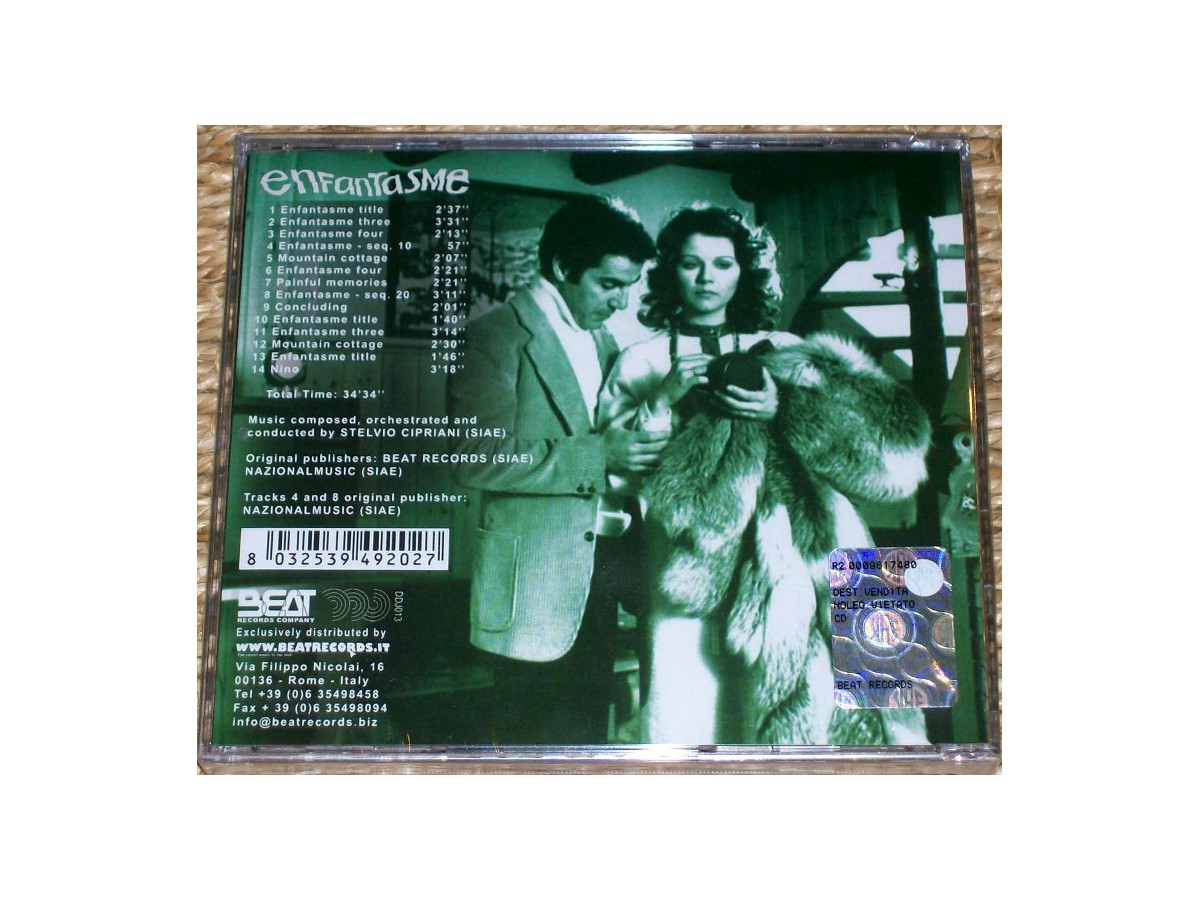 enfantasme
1 Enfantasme title 2'37''
2 Enfantasme three 3'31''
3 Enfantasme four 2'13''
4 Enfantasme - seq. 10 57''
5 Mountain cottage 2'07''
6 Enfantasme four 2'21''
7 Painful memories 2'21''
8 Enfantasme - seq. 20 3'11''
9 Concluding 2'01''
10 Enfantasme title 1'40''
11 Enfantasme three 3'14''
12 Mountain cottage 2'30''
13 Enfantasme title 1'46''
14 Nino 3'18''
Total Time: 34'34''
Music composed, orchestrated and
conducted by STELVIO CIPRIANI (SIAE)
Original publishers: BEAT RECORDS (SIAE)
NAZIONALMUSIC (SIAE)
Tracks 4 and 8 original publisher:
NAZIONALMUSIC (SIAE)
8 032539 492027
BEAT
RECORDS COMPANY
DDJ013
Exclusively distributed by
WWW.BEATRECORDS.IT
Via Filippo Nicolai, 16
00136 - Rome - Italy
Tel +39 (0)6 35498458
Fax + 39 (0)6 35498094
info@beatrecords.biz
R2 0009617480
DEST.VENDITA
NOLEG.VIETATO
CD
BEAT RECORDS